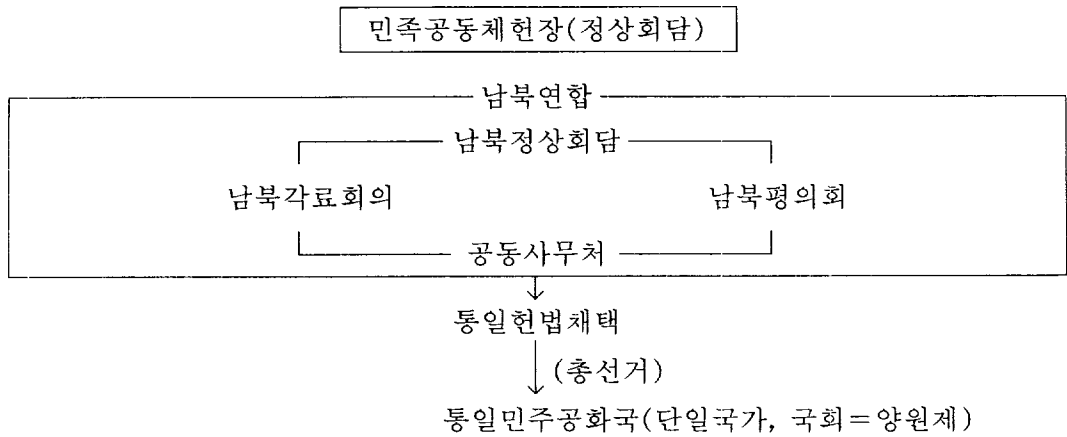 민족공동체헌장(정상회담)
남북연합
남북정상회담
남북각료회의 남북평의회
공동사무처
통일헌법채택
(총선거)
통일민주공화국(단일국가, 국회=양원제)